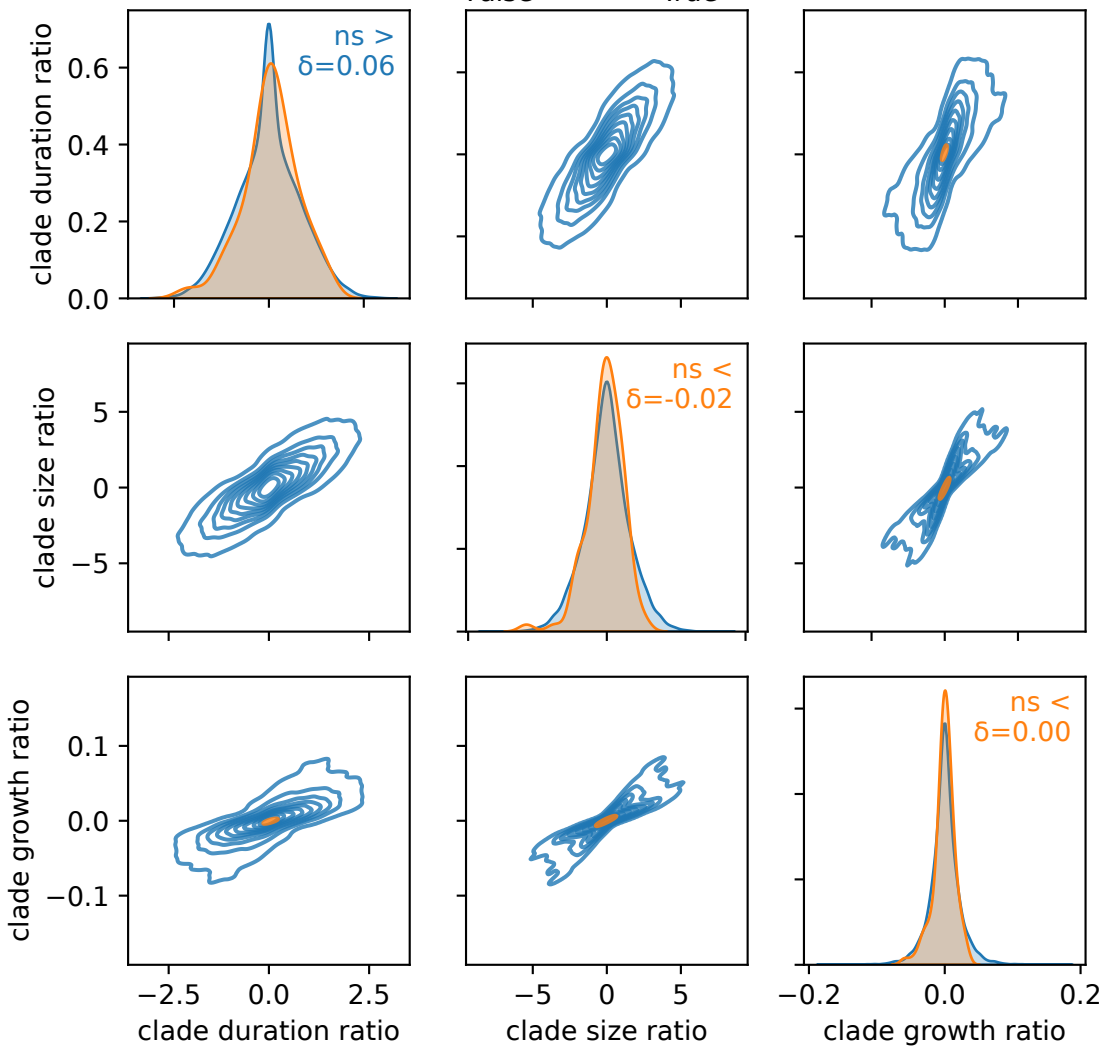 clade duration ratio
0.6
0.4
0.2
0.0
ns >
δ=0.06
clade size ratio
5
0
−5
ns <
δ=-0.02
clade growth ratio
0.1
0.0
−0.1
ns <
δ=0.00
−2.5 0.0 2.5
−5 0 5
−0.2 0.0 0.2
clade duration ratio
clade size ratio
clade growth ratio